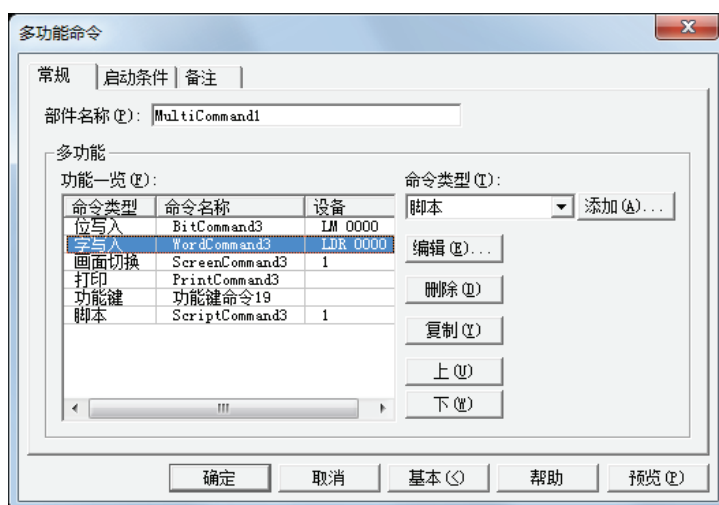 多功能命令
常规 启动条件 备注
部件名称(P): MultiCommand1
多功能
功能一览(F): 命令类型(T):
命令类型 命令名称 设备 脚本 添加(A)...
位写入 BitCommand3 LM 0000
字写入 WordCommand3 LDR 0000 编辑(E)...
画面切换 ScreenCommand3 1
打印 PrintCommand3 删除(D)
功能键 功能键命令19
脚本 ScriptCommand3 1
复制(Y)
上(U)
下(W)
确定 取消 基本(<) 帮助 预览(P)